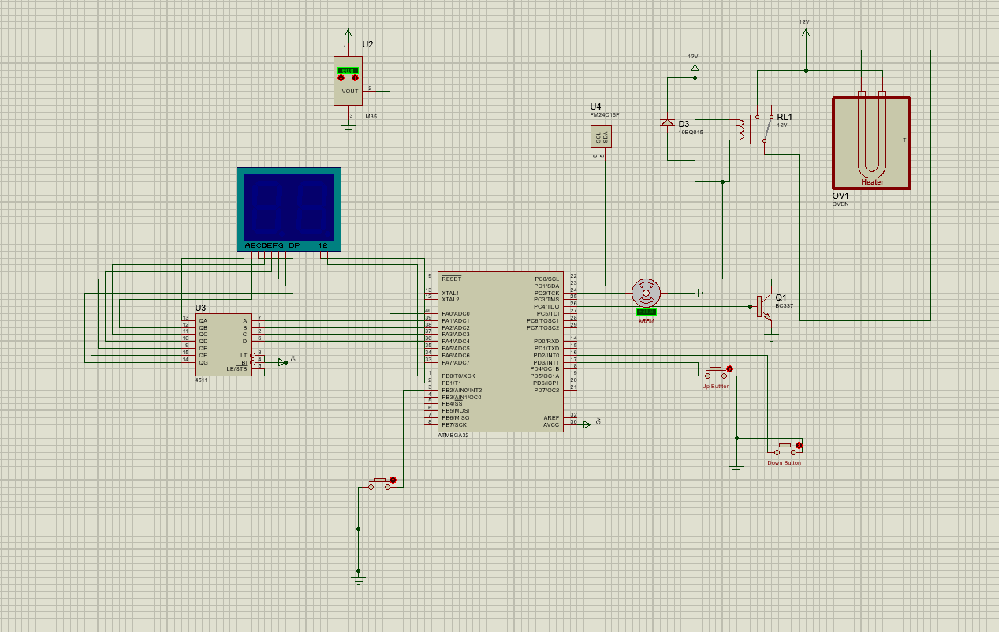 12V
U2
1
60.0
VOUT
2
3
LM35
12V
U4
FM24C16F
SCL
SDA
6
5
D3
10BQ015
RL1
12V
T
Heater
OV1
OVEN
ABCDEFG DP
12
U3
13
QA
A
7
12
QB
B
1
11
QC
C
2
10
QD
D
6
9
QE
15
QF
LT
3
14
QG
BI
4
LE/STB
5
4511
5v
9
RESET
13
XTAL1
12
XTAL2
40
PA0/ADC0
39
PA1/ADC1
38
PA2/ADC2
37
PA3/ADC3
36
PA4/ADC4
35
PA5/ADC5
34
PA6/ADC6
33
PA7/ADC7
1
PB0/T0/XCK
2
PB1/T1
3
PB2/AIN0/INT2
4
PB3/AIN1/OC0
5
PB4/SS
6
PB5/MOSI
7
PB6/MISO
8
PB7/SCK
PC0/SCL
22
PC1/SDA
23
PC2/TCK
24
PC3/TMS
25
PC4/TDO
26
PC5/TDI
27
PC6/TOSC1
28
PC7/TOSC2
29
PD0/RXD
14
PD1/TXD
15
PD2/INT0
16
PD3/INT1
17
PD4/OC1B
18
PD5/OC1A
19
PD6/ICP1
20
PD7/OC2
21
AREF
32
AVCC
30
5v
ATMEGA32
kRPM
Q1
BC337
Up Buttton
Down Button